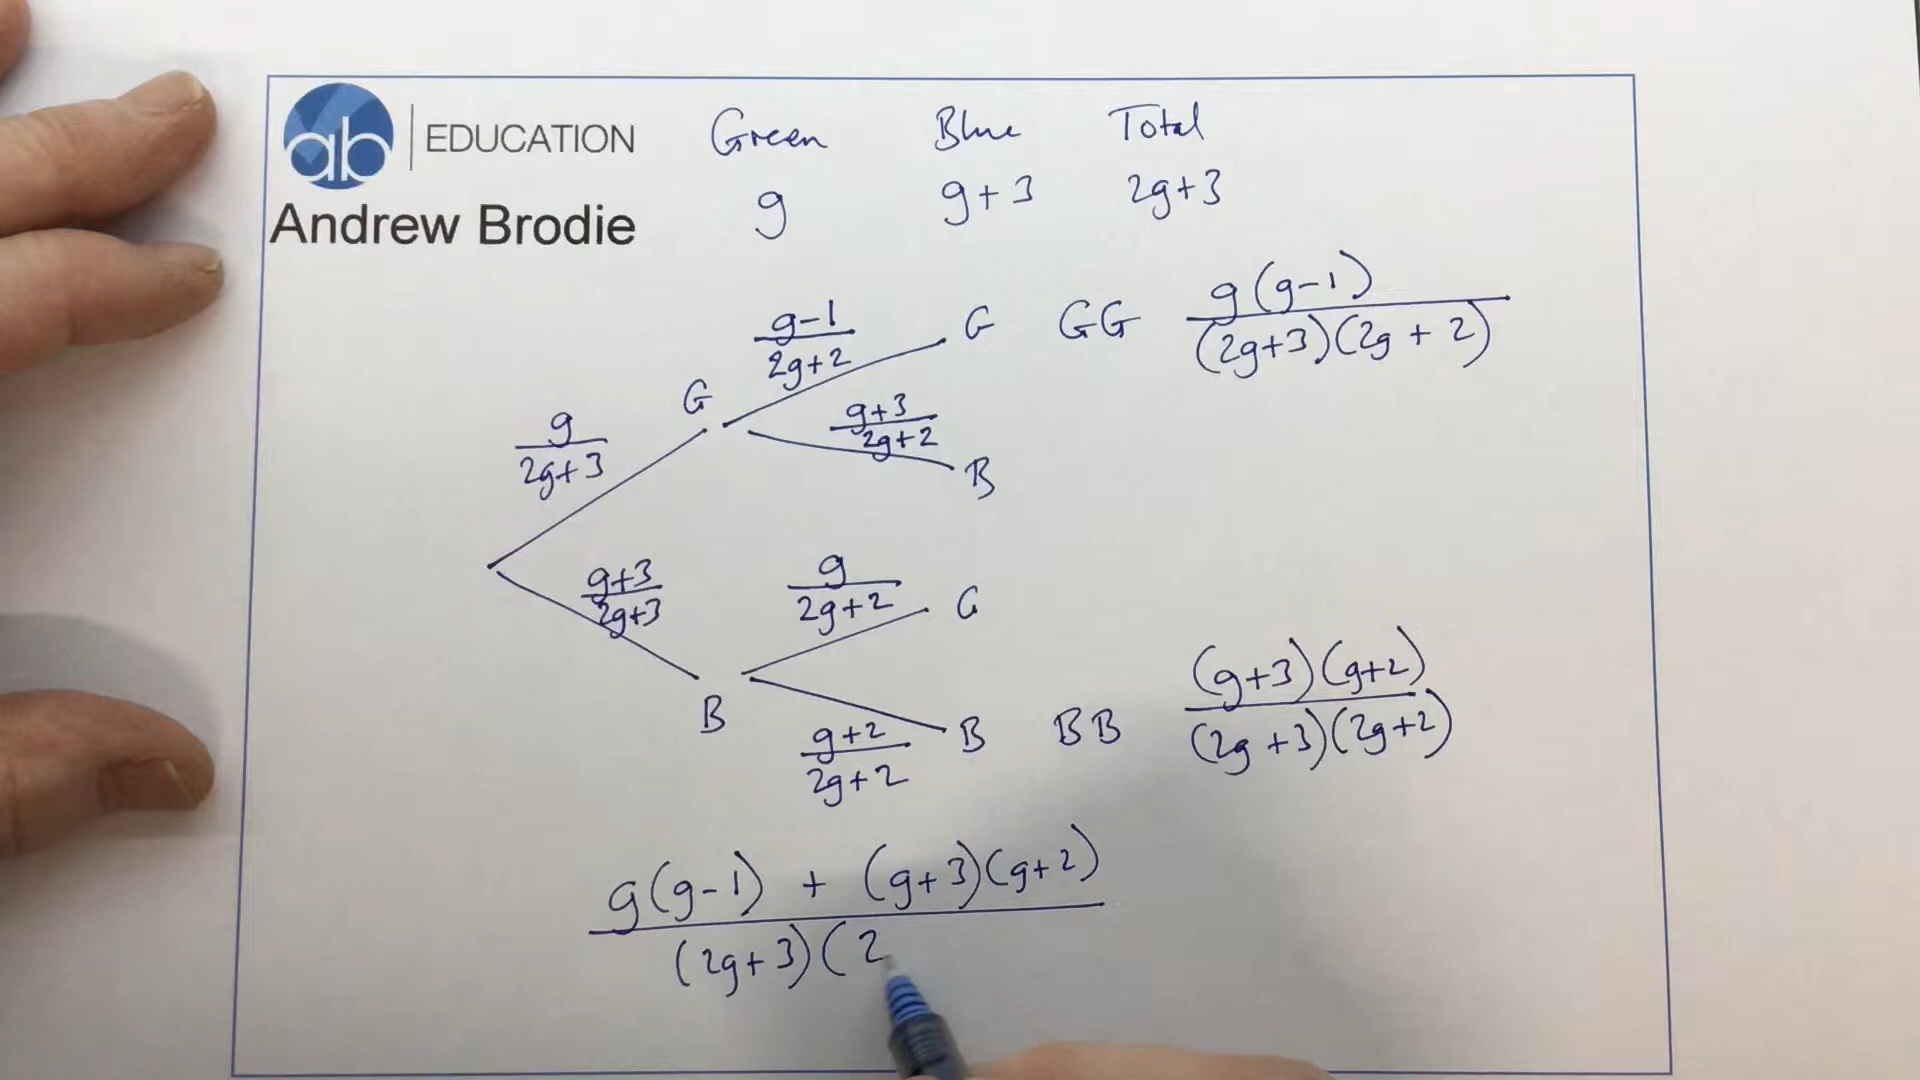 ab EDUCATION
Andrew Brodie
Green Blue Total
g g+3 2g+3
g-1
2g+2
G GG g(g-1)
(2g+3)(2g+2)
G
g
2g+3
g+3
2g+2
B
g+3
2g+3
g
2g+2
G
B
g+2
2g+2
B BB (g+3)(g+2)
(2g+3)(2g+2)
g(g-1) + (g+3)(g+2)
(2g+3)(2